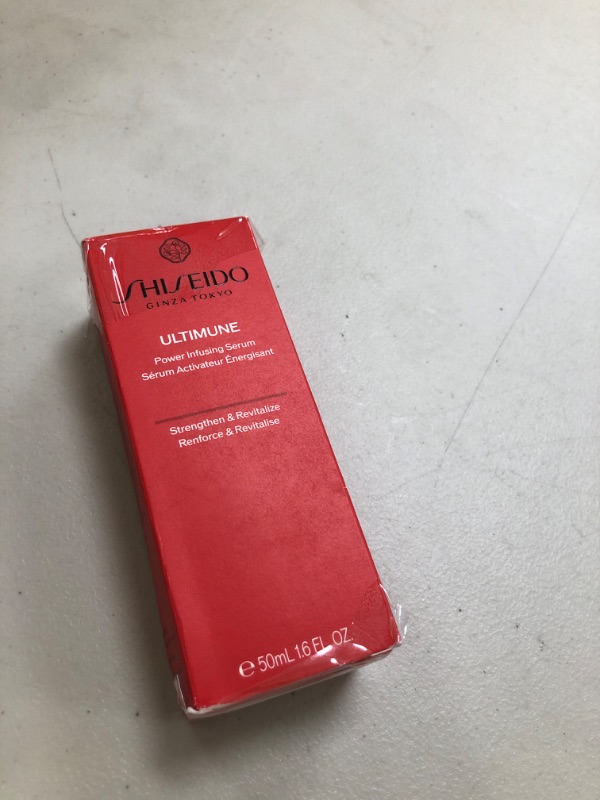 SHISEIDO
GINZA TOKYO
ULTIMUNE
Power Infusing Serum
Sérum Activateur Énergisant
Strengthen & Revitalize
Renforce & Revitalise
℮ 50mL 1.6 FL. OZ.